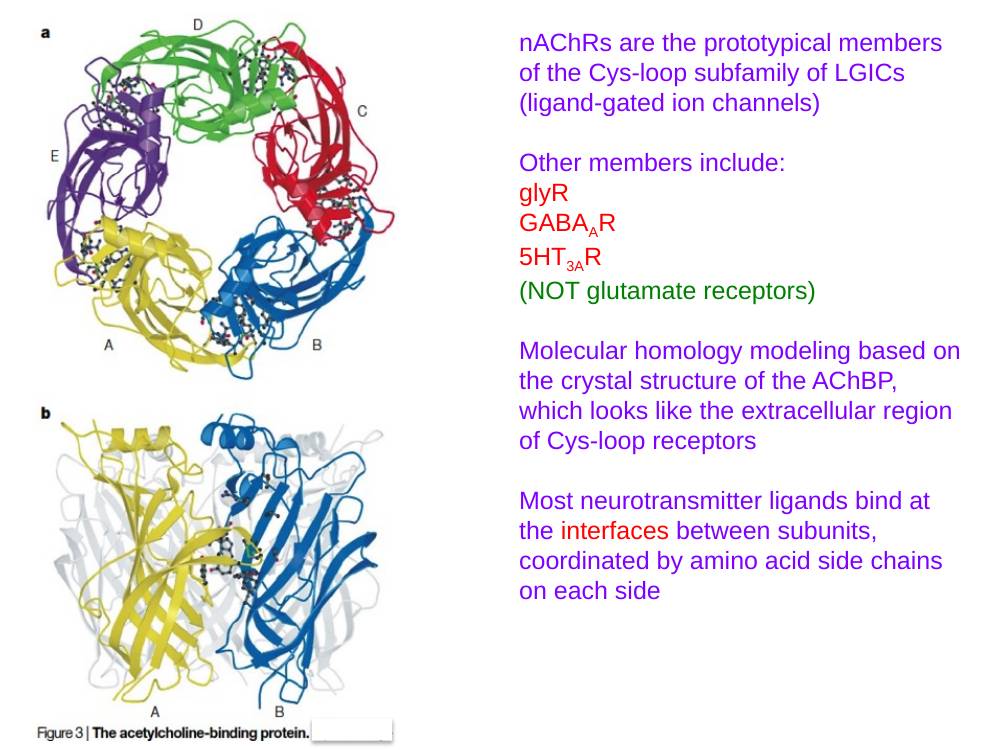 a
D
C
E
A
B
b
A
B
Figure 3 | The acetylcholine-binding protein.
nAChRs are the prototypical members
of the Cys-loop subfamily of LGICs
(ligand-gated ion channels)
Other members include:
glyR
GABAAR
5HT3AR
(NOT glutamate receptors)
Molecular homology modeling based on
the crystal structure of the AChBP,
which looks like the extracellular region
of Cys-loop receptors
Most neurotransmitter ligands bind at
the interfaces between subunits,
coordinated by amino acid side chains
on each side